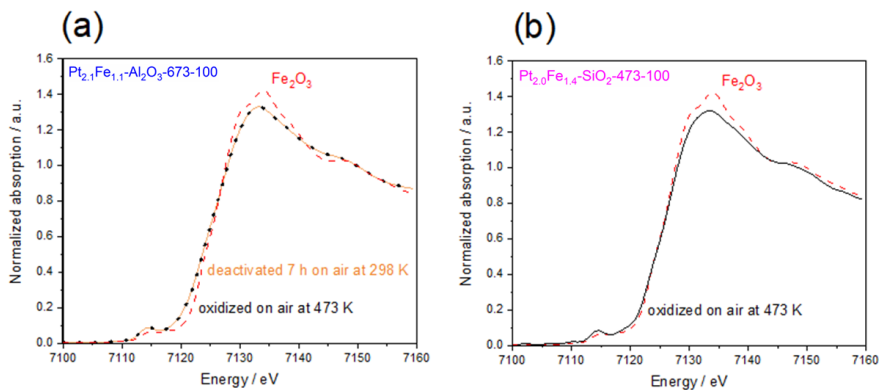 (a)
Pt2.1Fe1.1-Al2O3-673-100
Fe2O3
deactivated 7 h on air at 298 K
oxidized on air at 473 K
Normalized absorption / a.u.
1.6
1.4
1.2
1.0
0.8
0.6
0.4
0.2
0.0
7100
7110
7120
7130
7140
7150
7160
Energy / eV
(b)
Pt2.0Fe1.4-SiO2-473-100
Fe2O3
oxidized on air at 473 K
Normalized absorption / a.u.
1.6
1.4
1.2
1.0
0.8
0.6
0.4
0.2
0.0
7100
7110
7120
7130
7140
7150
7160
Energy / eV